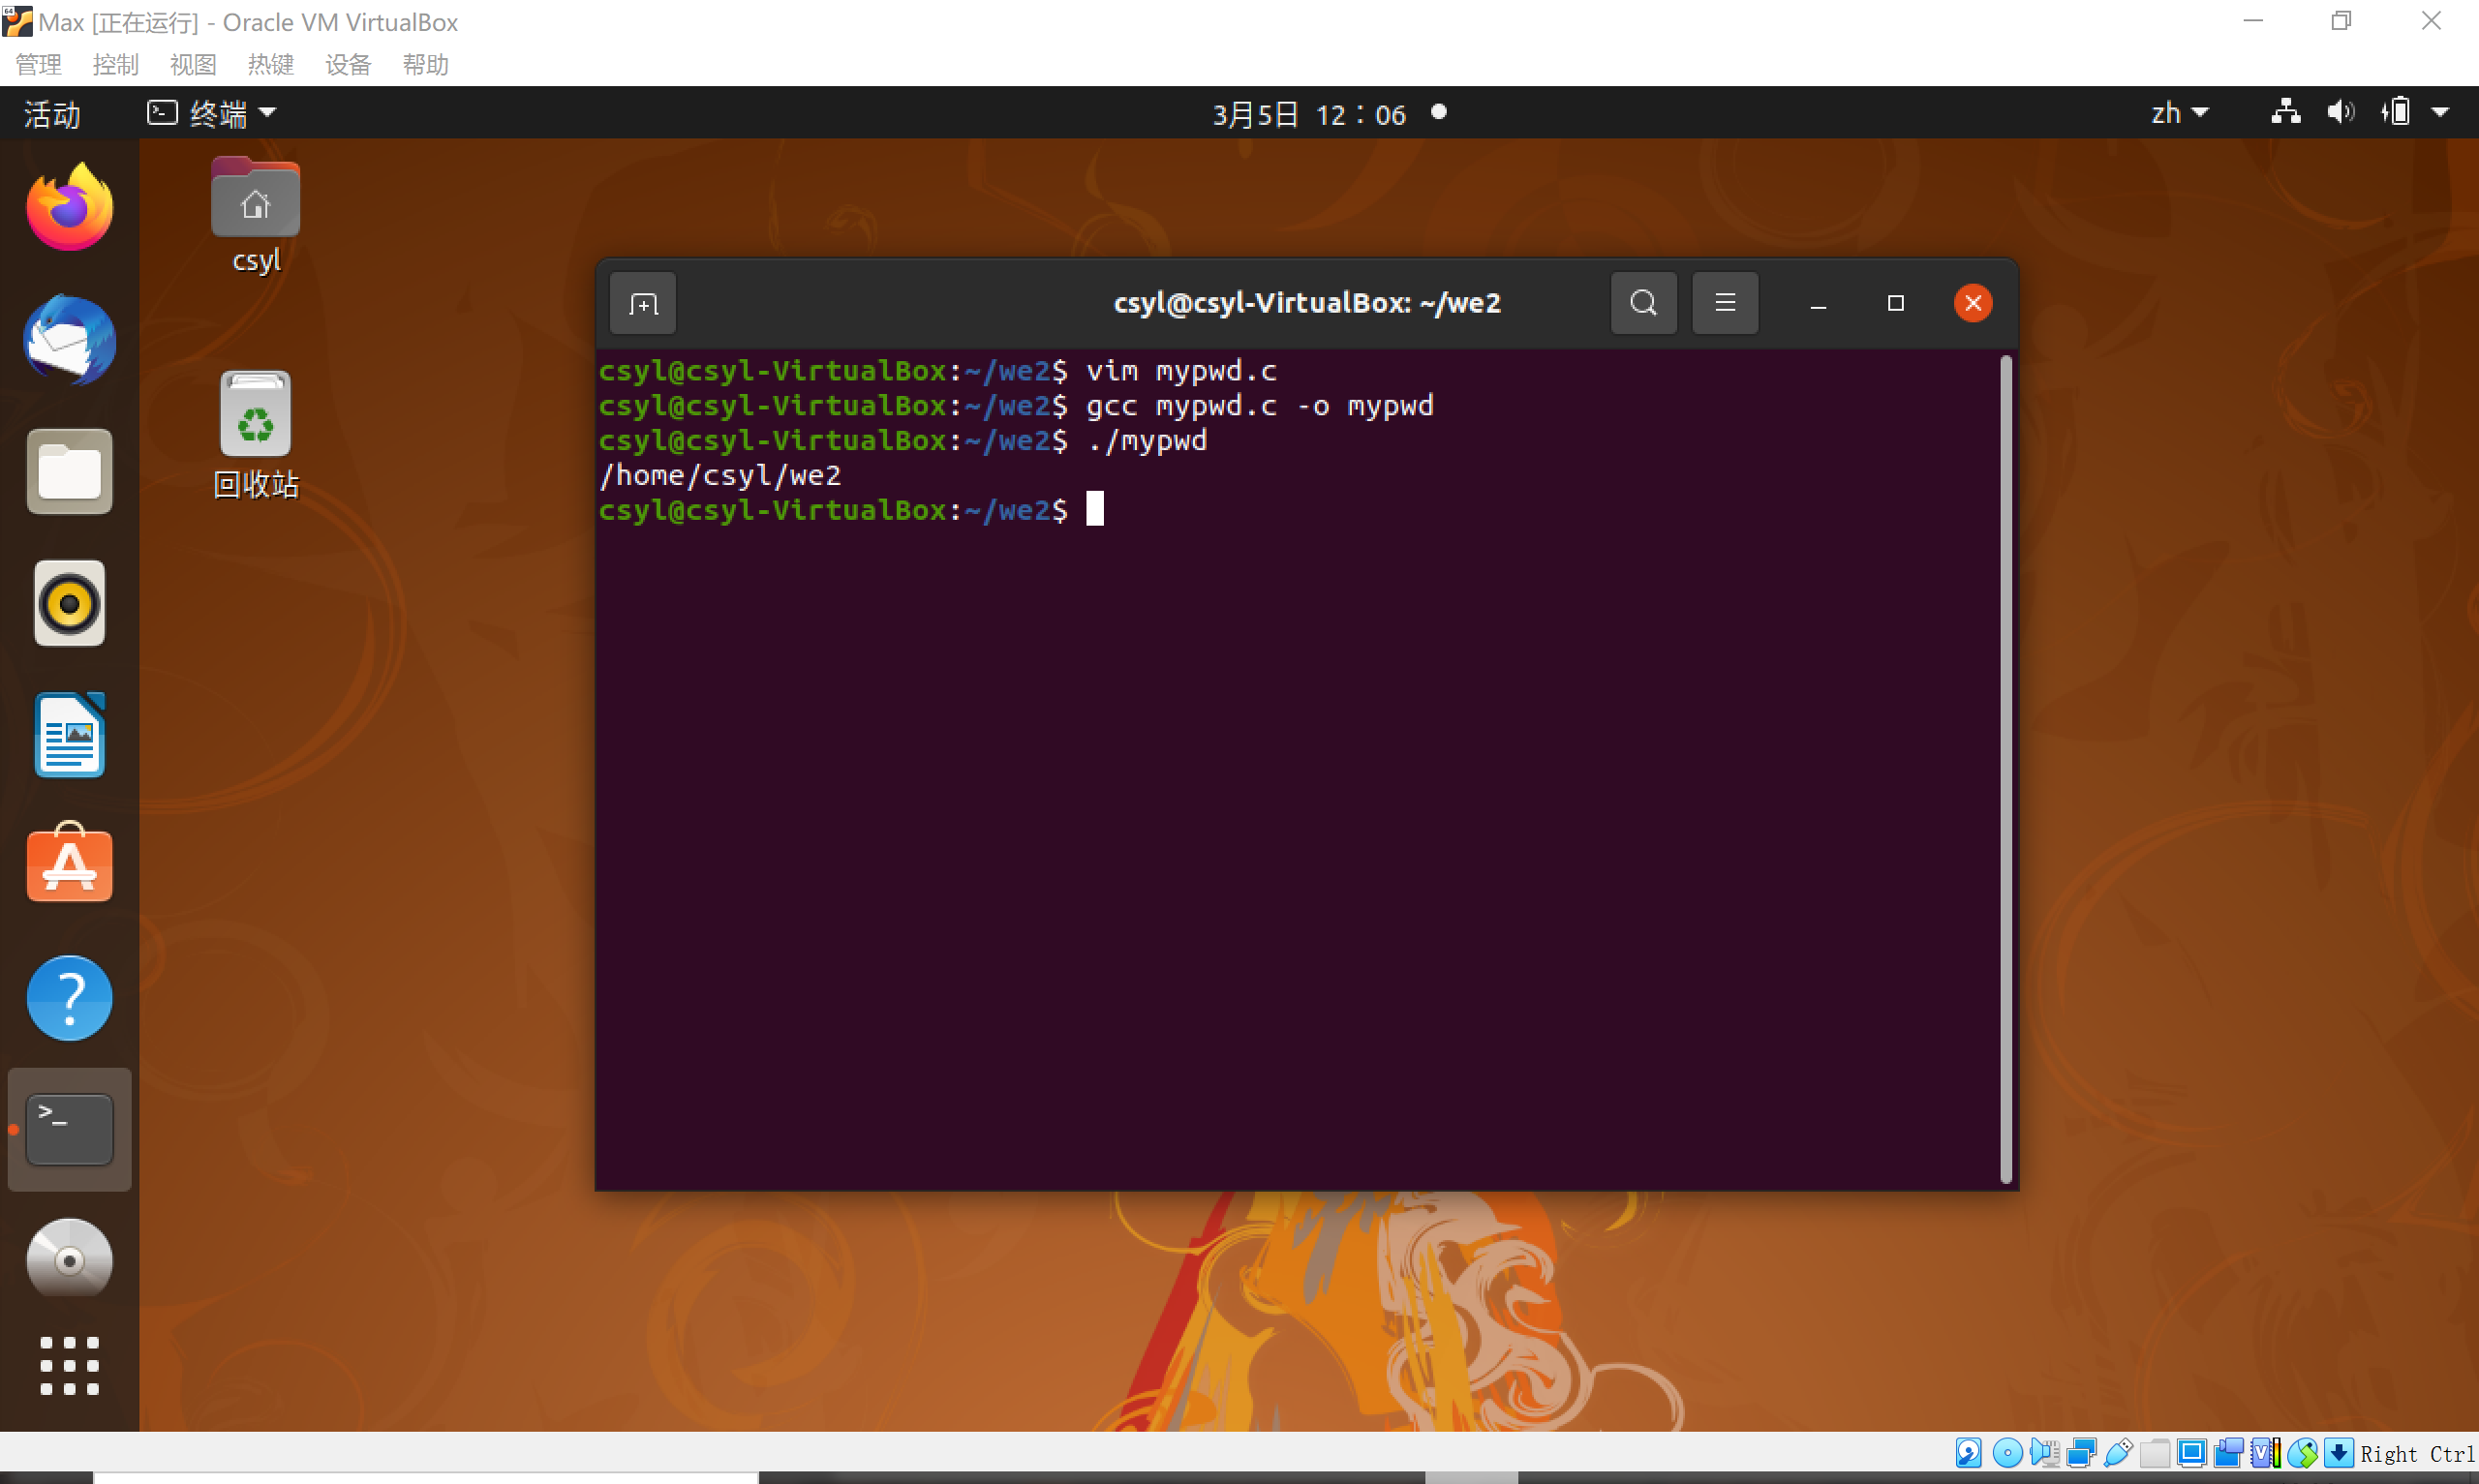 Max [正在运行] - Oracle VM VirtualBox
管理 控制 视图 热键 设备 帮助
活动 终端 3月5日 12：06 zh
csyl
回收站
csyl@csyl-VirtualBox: ~/we2
csyl@csyl-VirtualBox:~/we2$ vim mypwd.c
csyl@csyl-VirtualBox:~/we2$ gcc mypwd.c -o mypwd
csyl@csyl-VirtualBox:~/we2$ ./mypwd
/home/csyl/we2
csyl@csyl-VirtualBox:~/we2$
Right Ctrl